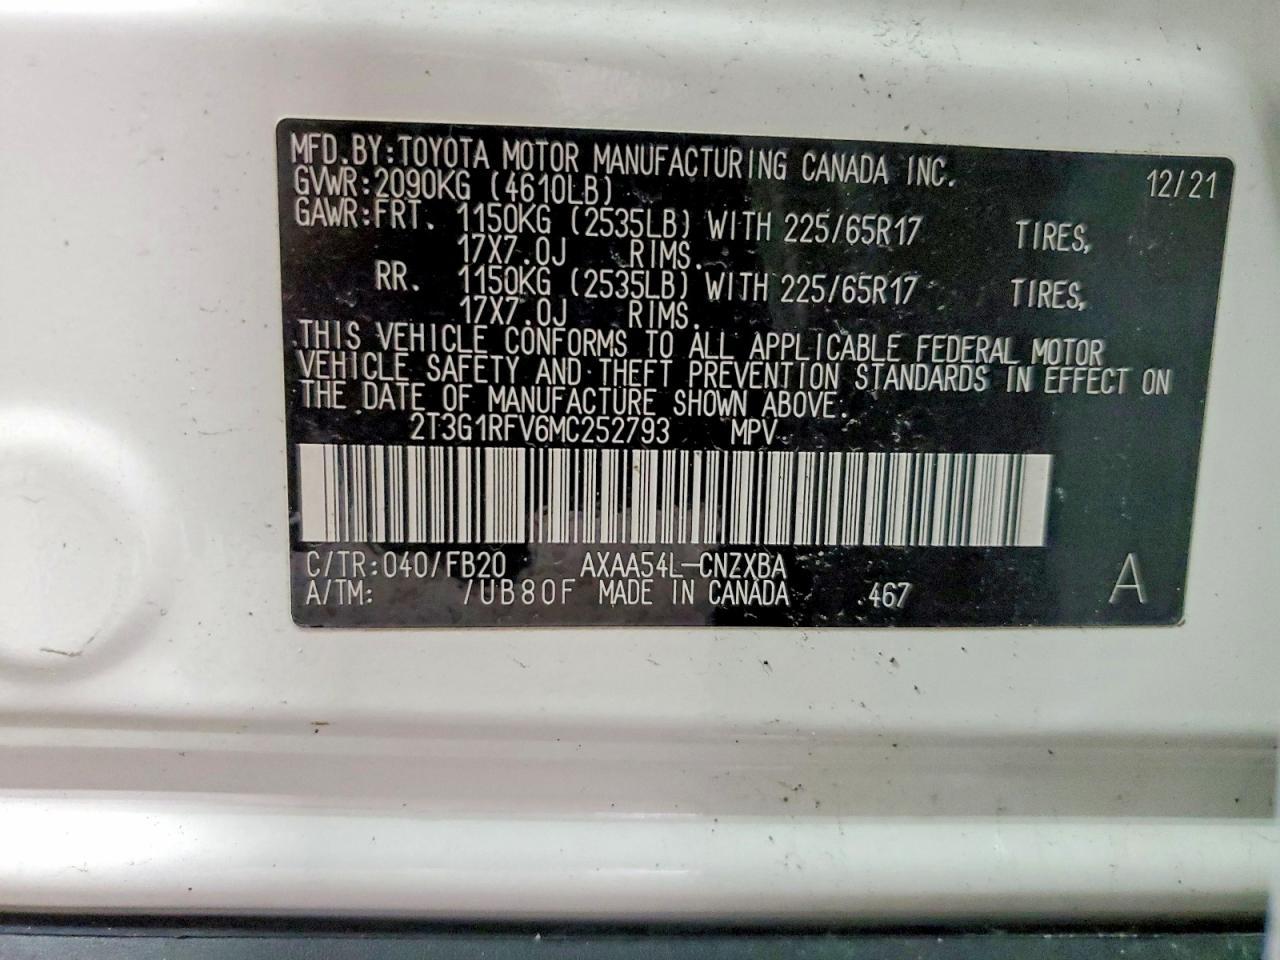 MFD.BY:TOYOTA MOTOR MANUFACTURING CANADA INC. 12/21
GVWR:2090KG (4610LB)
GAWR:FRT. 1150KG (2535LB) WITH 225/65R17 TIRES,
17X7.0J RIMS.
RR. 1150KG (2535LB) WITH 225/65R17 TIRES,
17X7.0J RIMS.
THIS VEHICLE CONFORMS TO ALL APPLICABLE FEDERAL MOTOR
VEHICLE SAFETY AND THEFT PREVENTION STANDARDS IN EFFECT ON
THE DATE OF MANUFACTURE SHOWN ABOVE.
2T3G1RFV6MC252793 MPV
C/TR:040/FB20 AXAA54L-CNZXBA A
A/TM: /UB80F MADE IN CANADA 467